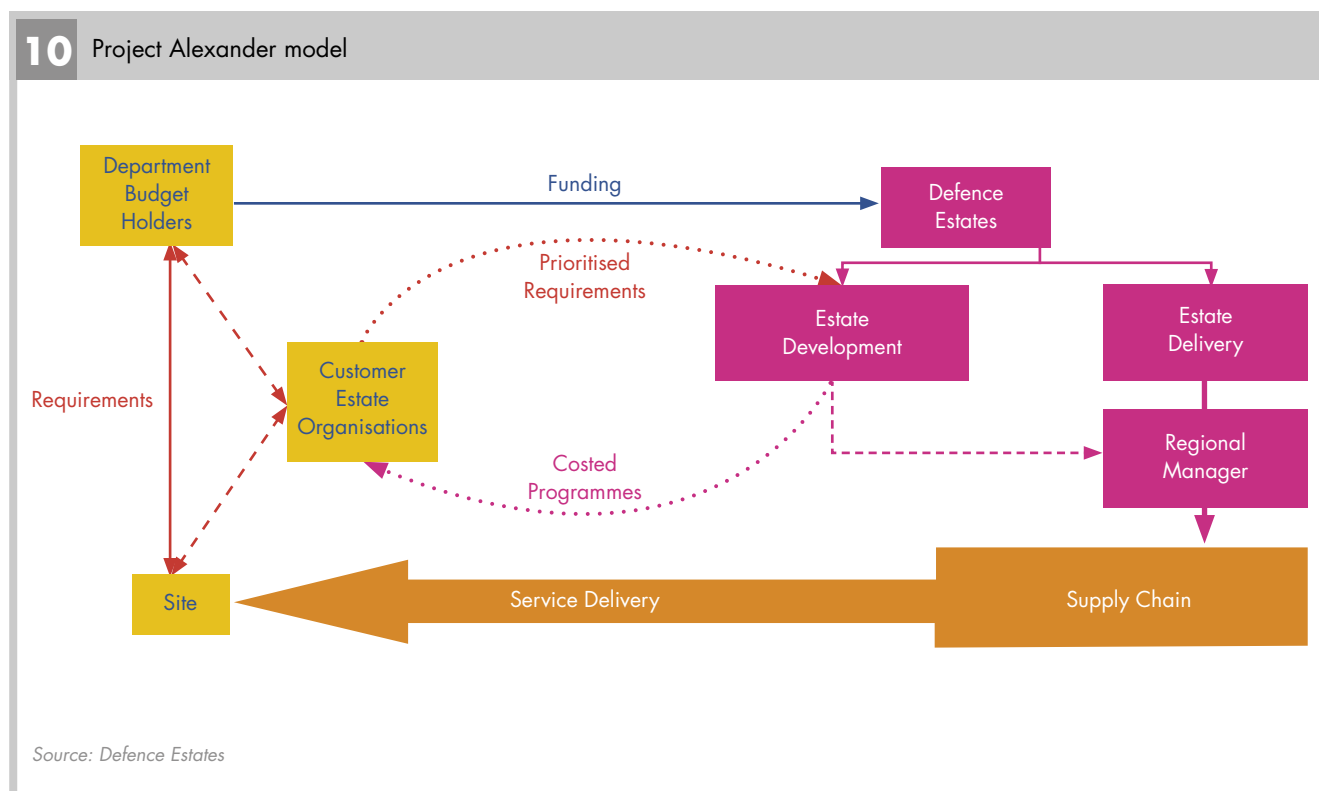 10 Project Alexander model
Department
Budget
Holders
Funding
Defence
Estates
Prioritised
Requirements
Estate
Development
Estate
Delivery
Requirements
Customer
Estate
Organisations
Costed
Programmes
Regional
Manager
Site
Service Delivery
Supply Chain
Source: Defence Estates